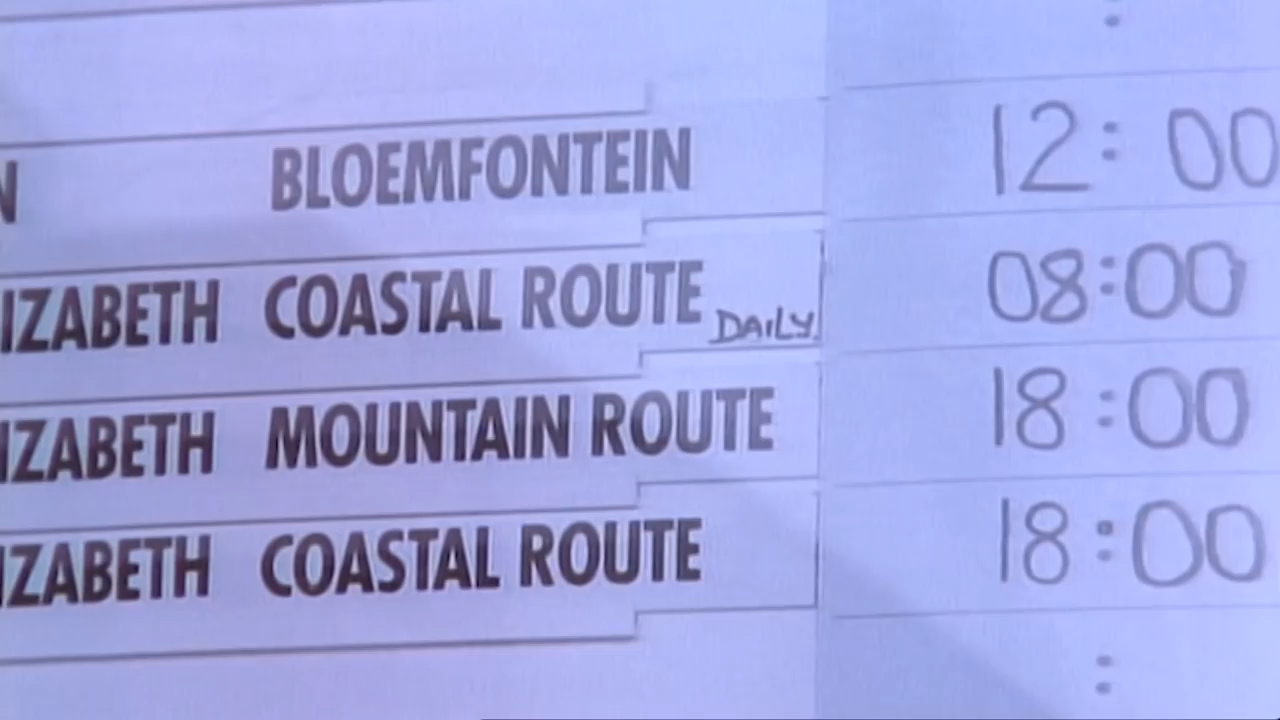 N BLOEMFONTEIN 12:00
IZABETH COASTAL ROUTE DAILY 08:00
IZABETH MOUNTAIN ROUTE 18:00
IZABETH COASTAL ROUTE 18:00
: